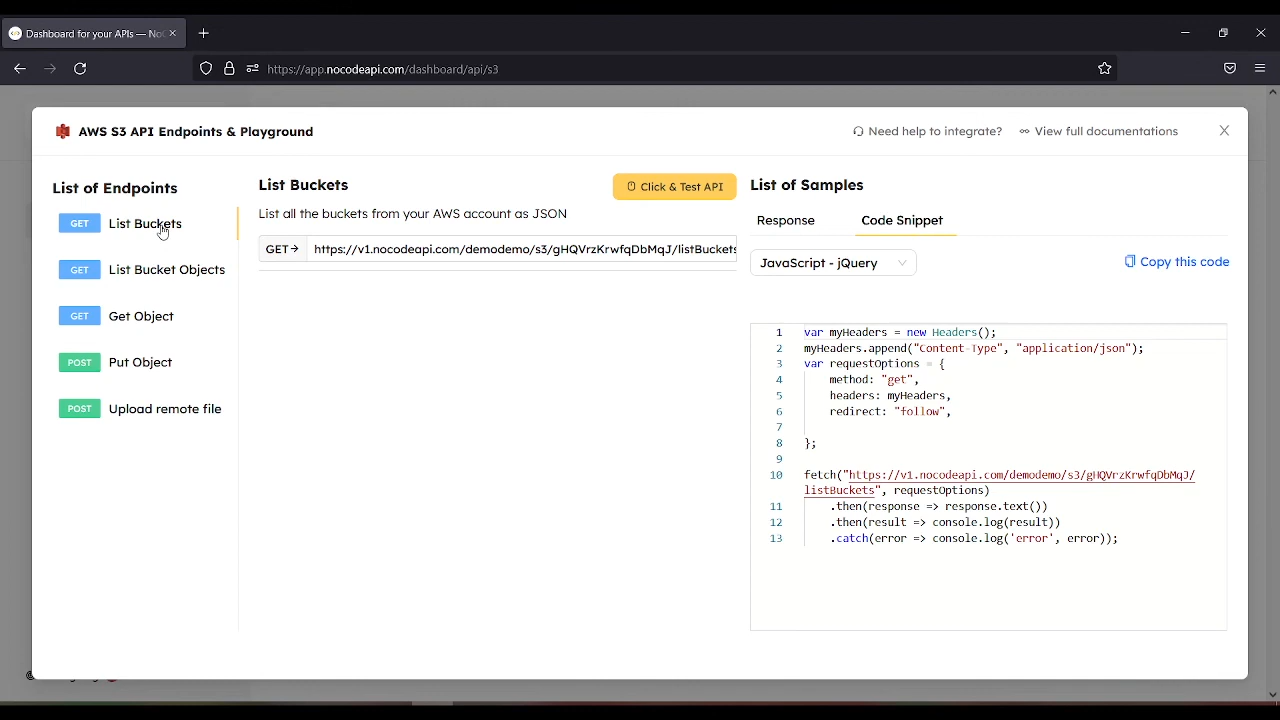 Dashboard for your APIs — NoC
https://app.nocodeapi.com/dashboard/api/s3
AWS S3 API Endpoints & Playground
Need help to integrate?
View full documentations
List of Endpoints
GET List Buckets
GET List Bucket Objects
GET Get Object
POST Put Object
POST Upload remote file
List Buckets
Click & Test API
List all the buckets from your AWS account as JSON
GET→ https://v1.nocodeapi.com/demodemo/s3/gHQVrzKrwfqDbMqJ/listBuckets
List of Samples
Response Code Snippet
JavaScript - jQuery
Copy this code
1 var myHeaders = new Headers();
2 myHeaders.append("Content-Type", "application/json");
3 var requestOptions = {
4 method: "get",
5 headers: myHeaders,
6 redirect: "follow",
7
8 };
9
10 fetch("https://v1.nocodeapi.com/demodemo/s3/gHQVrzKrwfqDbMqJ/
listBuckets", requestOptions)
11 .then(response => response.text())
12 .then(result => console.log(result))
13 .catch(error => console.log('error', error));